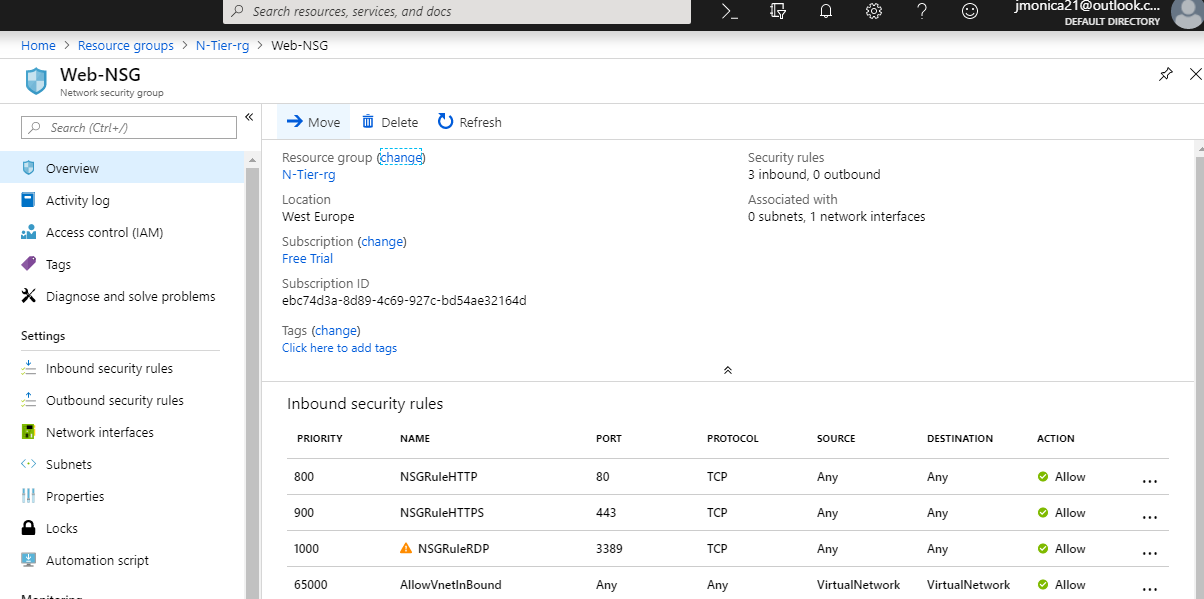 Search resources, services, and docs
jmonica21@outlook.c...
DEFAULT DIRECTORY
Home > Resource groups > N-Tier-rg > Web-NSG
Web-NSG
Network security group
Search (Ctrl+/)
Overview
Activity log
Access control (IAM)
Tags
Diagnose and solve problems
Settings
Inbound security rules
Outbound security rules
Network interfaces
Subnets
Properties
Locks
Automation script
Move Delete Refresh
Resource group (change)
N-Tier-rg
Location
West Europe
Subscription (change)
Free Trial
Subscription ID
ebc74d3a-8d89-4c69-927c-bd54ae32164d
Tags (change)
Click here to add tags
Security rules
3 inbound, 0 outbound
Associated with
0 subnets, 1 network interfaces
Inbound security rules
PRIORITY NAME PORT PROTOCOL SOURCE DESTINATION ACTION
800 NSGRuleHTTP 80 TCP Any Any Allow ...
900 NSGRuleHTTPS 443 TCP Any Any Allow ...
1000 NSGRuleRDP 3389 TCP Any Any Allow ...
65000 AllowVnetInBound Any Any VirtualNetwork VirtualNetwork Allow ...